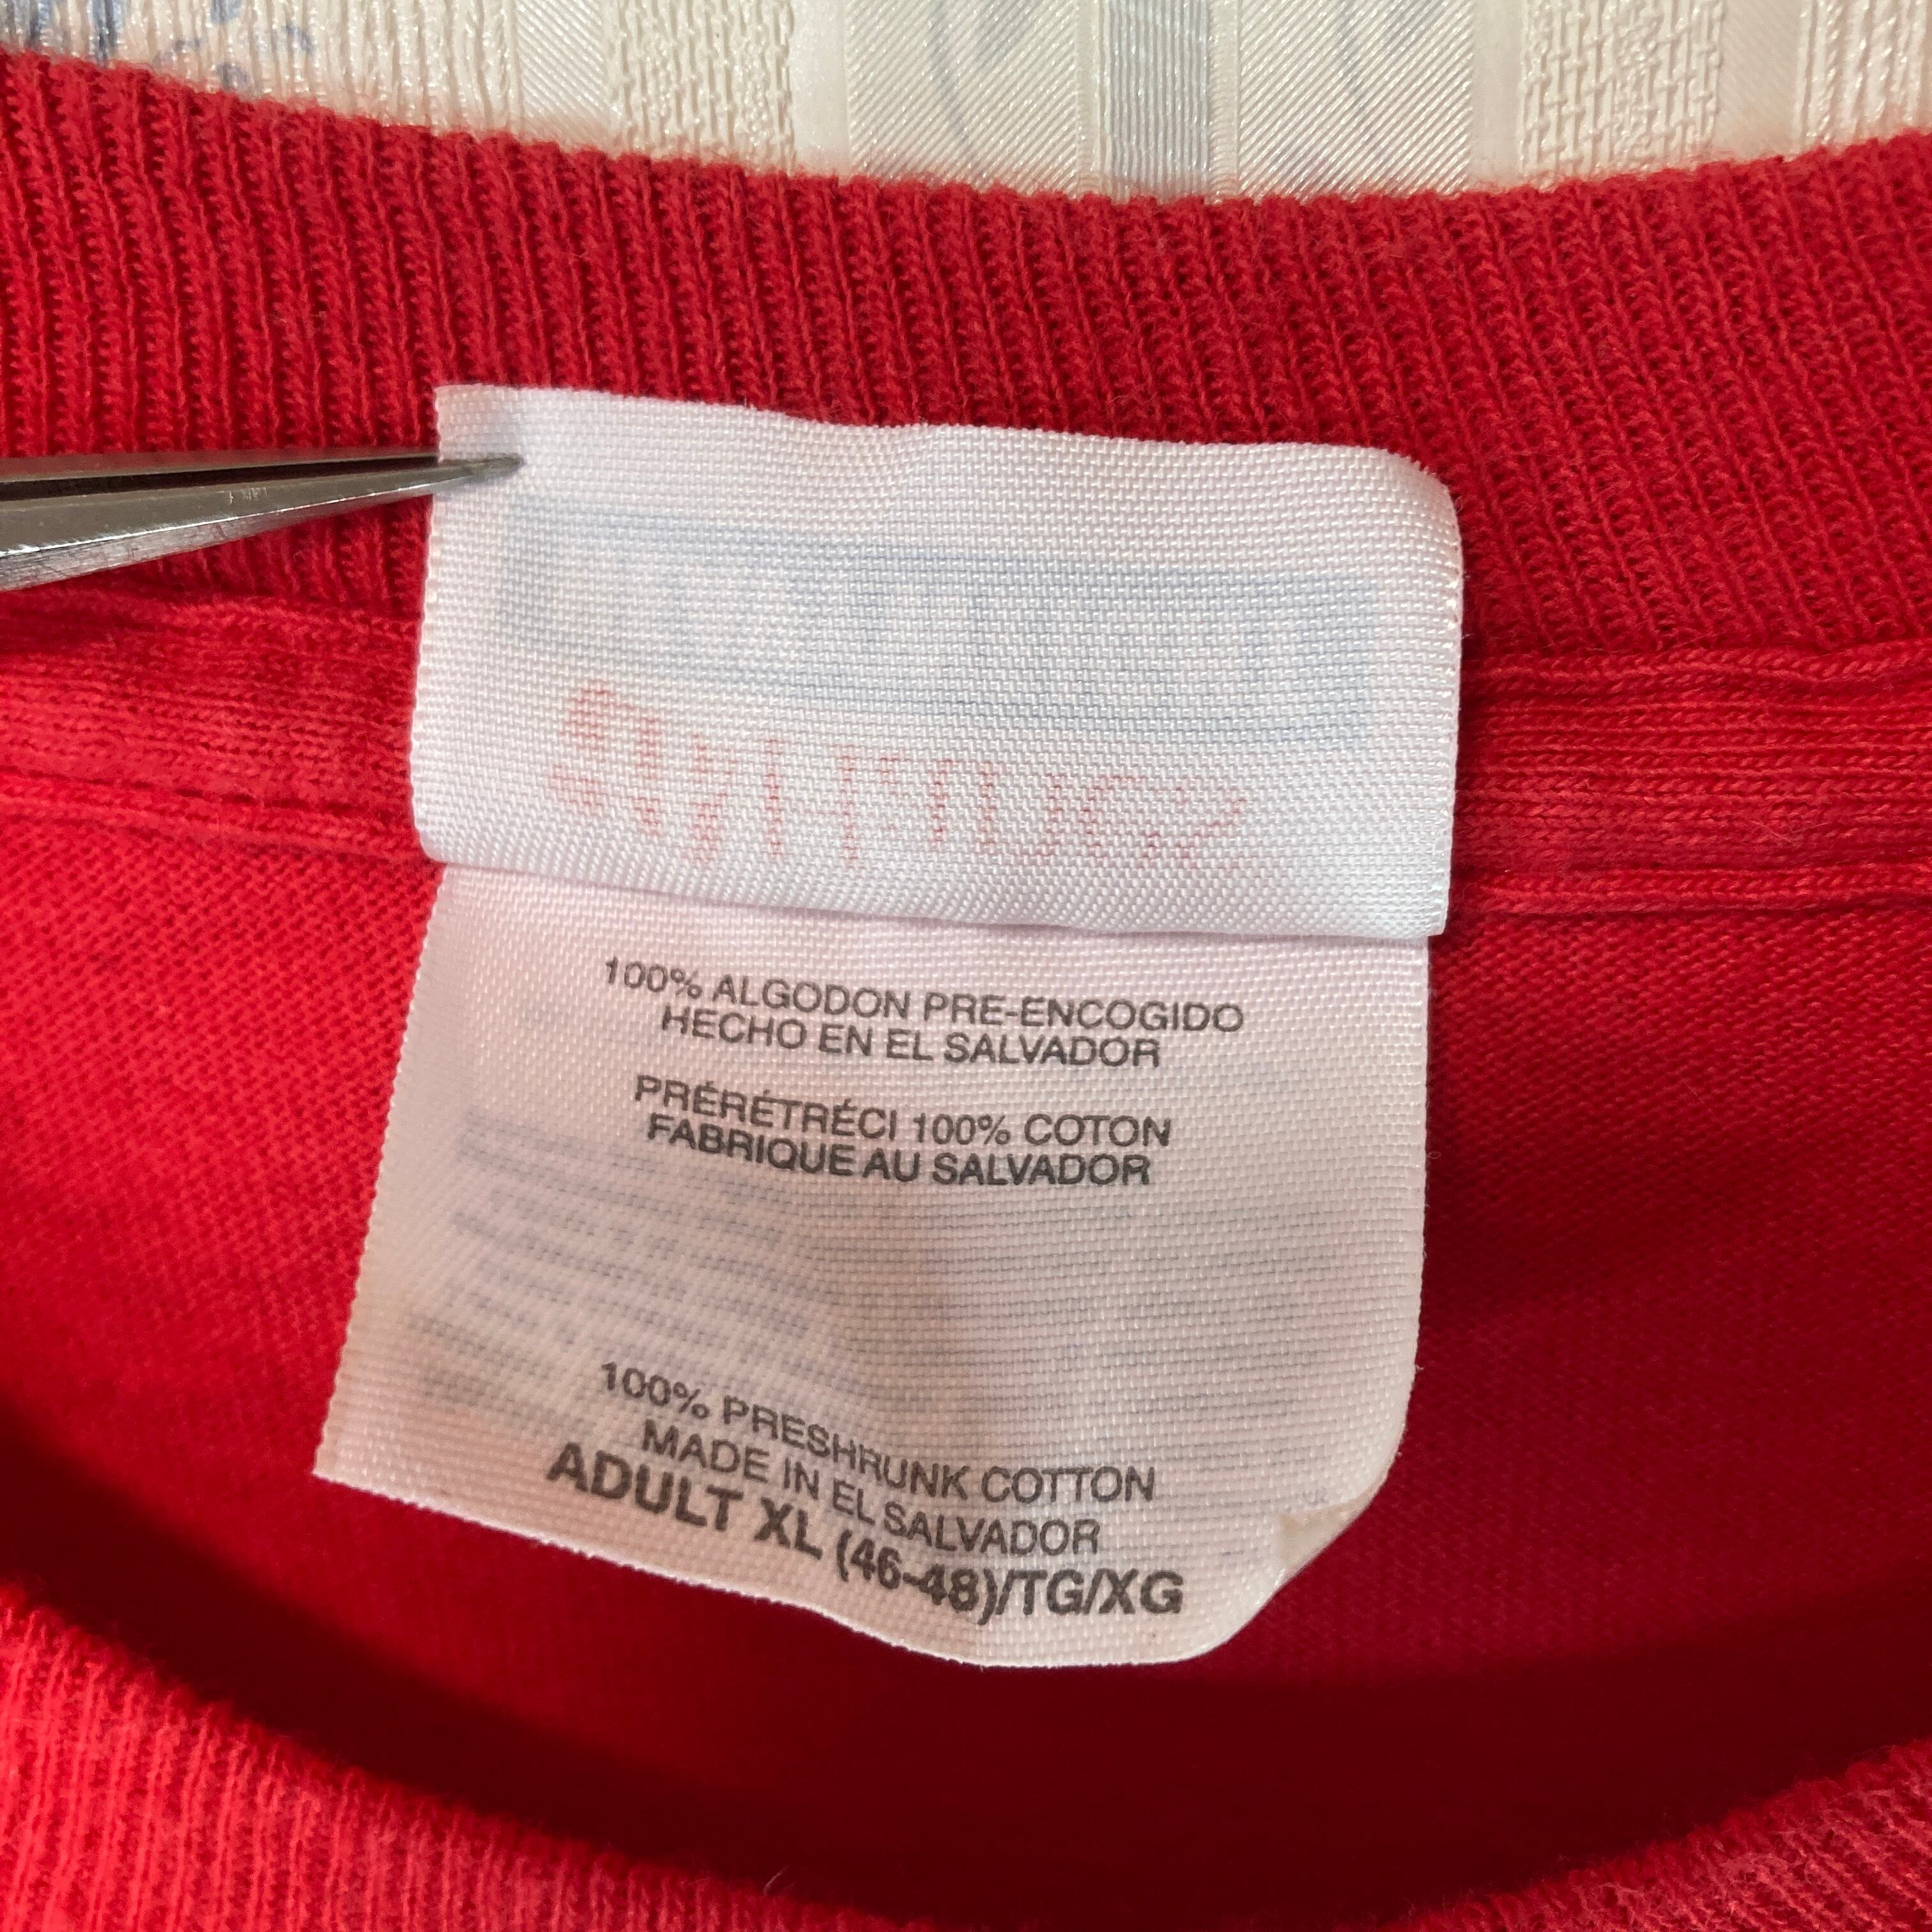 100% ALGODON PRE-ENCOGIDO
HECHO EN EL SALVADOR
PRÉRÉTRÉCI 100% COTON
FABRIQUE AU SALVADOR
100% PRESHRUNK COTTON
MADE IN EL SALVADOR
ADULT XL (46-48)/TG/XG